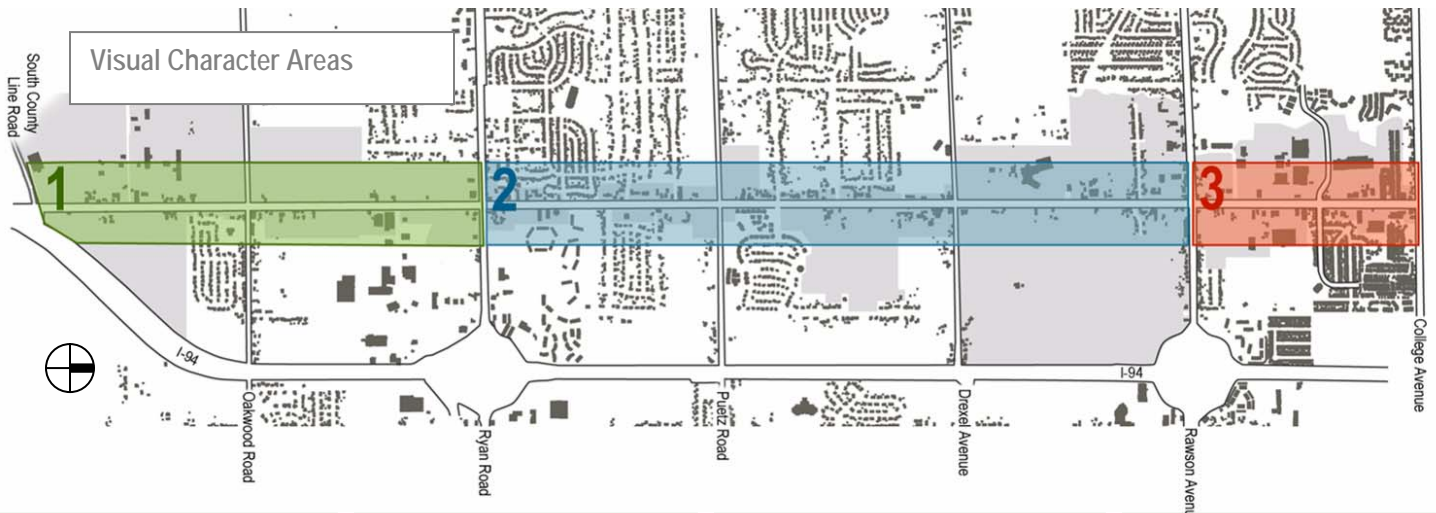 Visual Character Areas
South County
Line Road
1
2
3
I-94
I-94
Oakwood Road
Ryan Road
Puetz Road
Drexel Avenue
Rawson Avenu
College Avenue